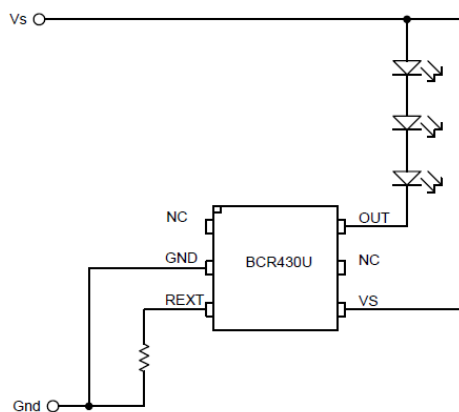 Vs
NC
OUT
GND
BCR430U
NC
REXT
VS
Gnd